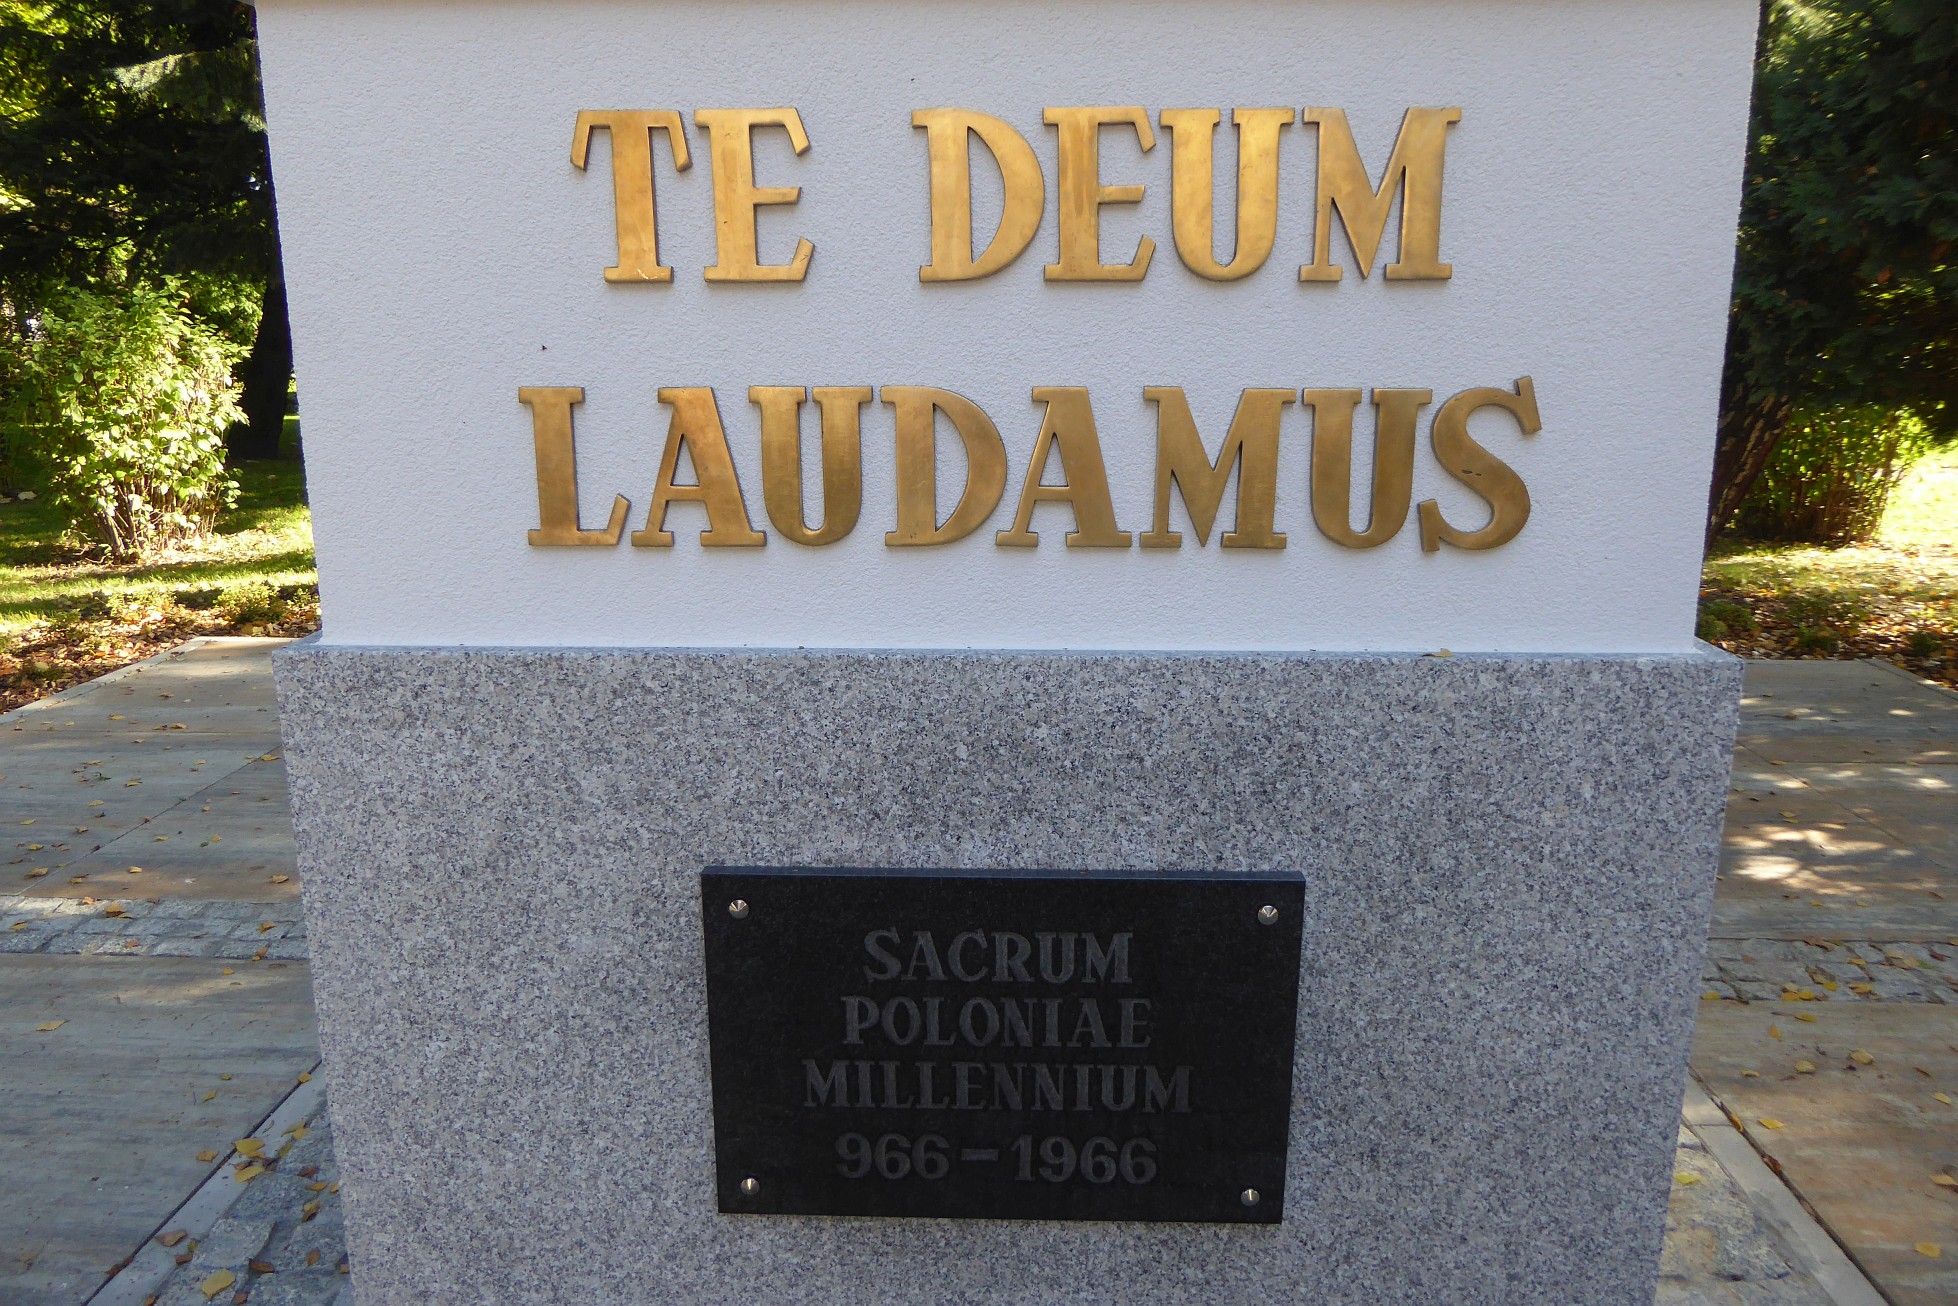 TE DEUM
LAUDAMUS
SACRUM
POLONIAE
MILLENNIUM
966-1966